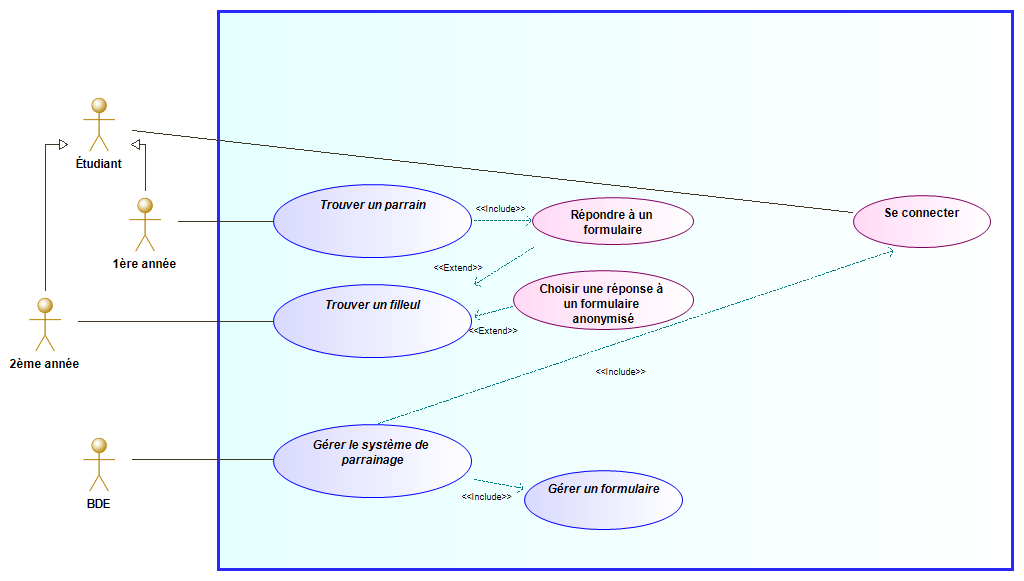 Étudiant
Trouver un parrain
<<Include>>
Répondre à un
formulaire
Se connecter
1ère année
<<Extend>>
Trouver un filleul
Choisir une réponse à
un formulaire
anonymisé
<<Extend>>
2ème année
<<Include>>
Gérer le système de
parrainage
BDE
<<Include>>
Gérer un formulaire